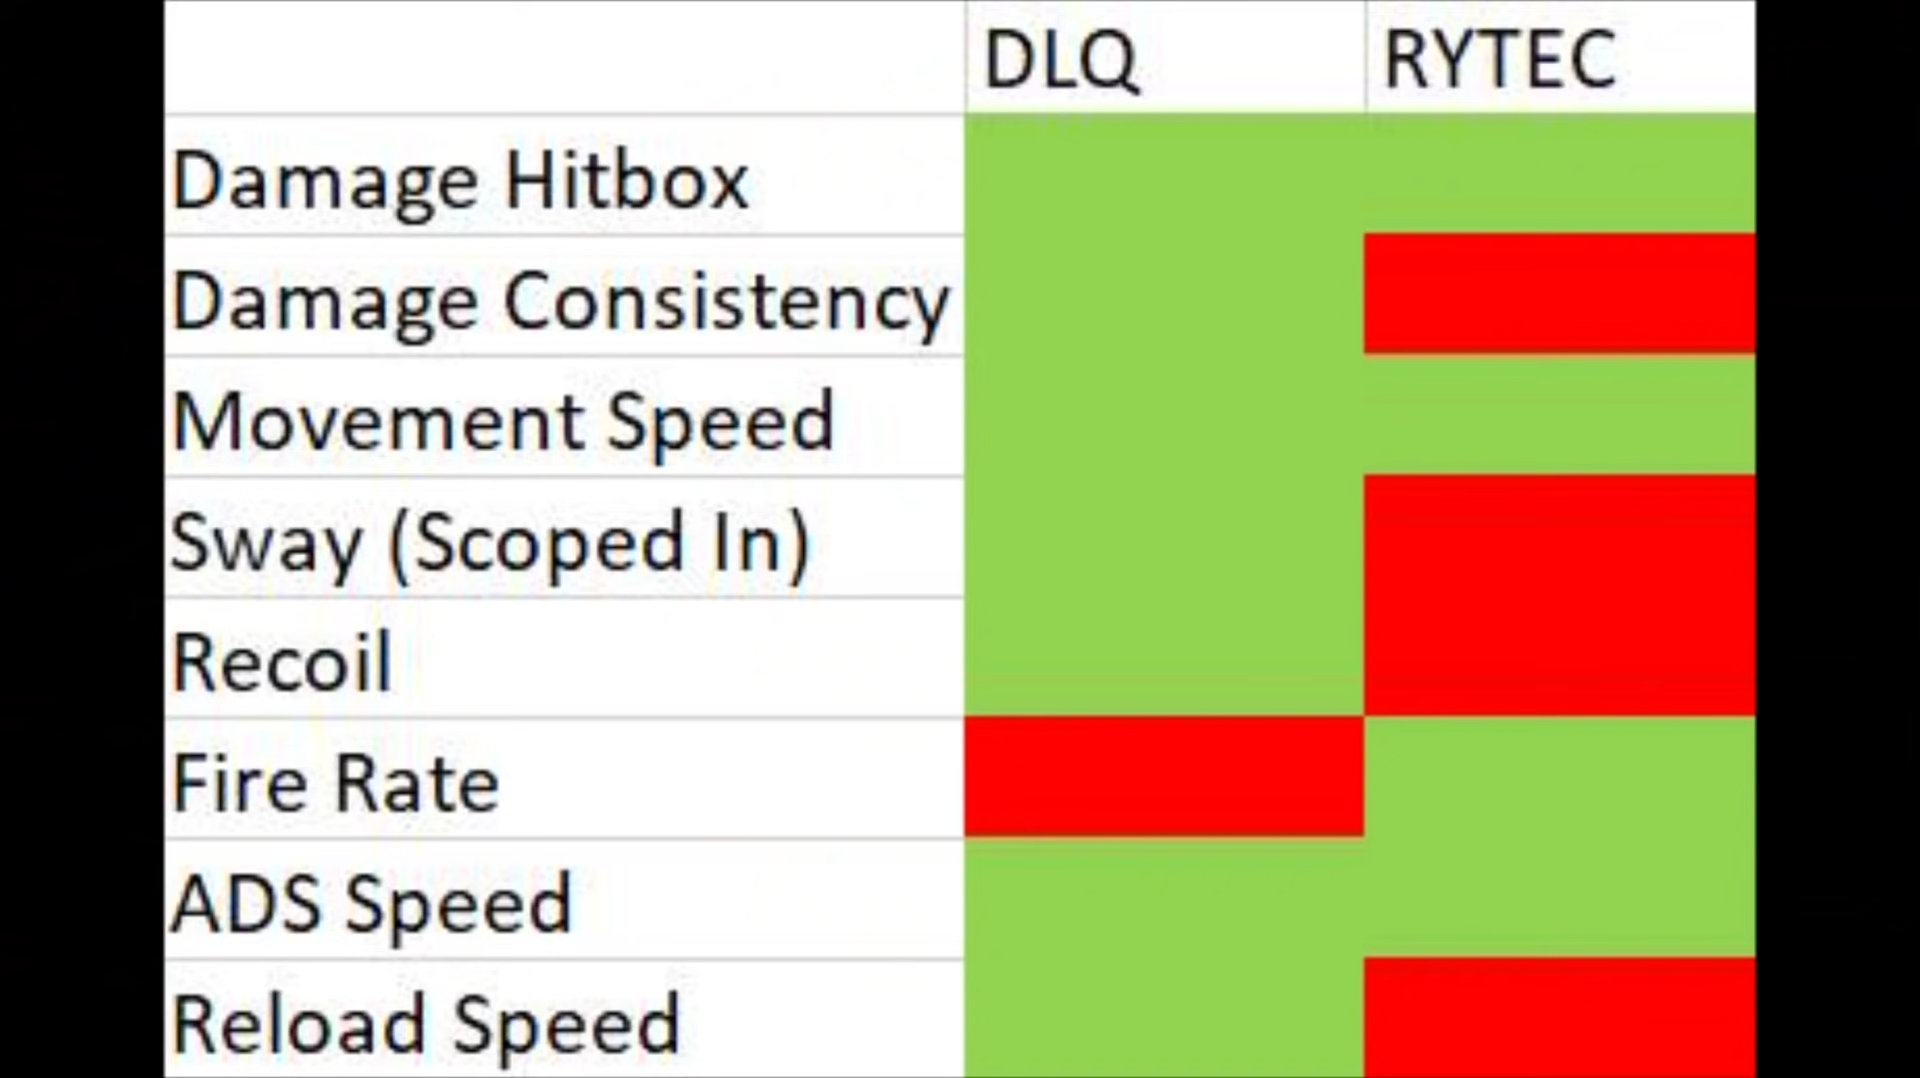 DLQ RYTEC
Damage Hitbox
Damage Consistency
Movement Speed
Sway (Scoped In)
Recoil
Fire Rate
ADS Speed
Reload Speed